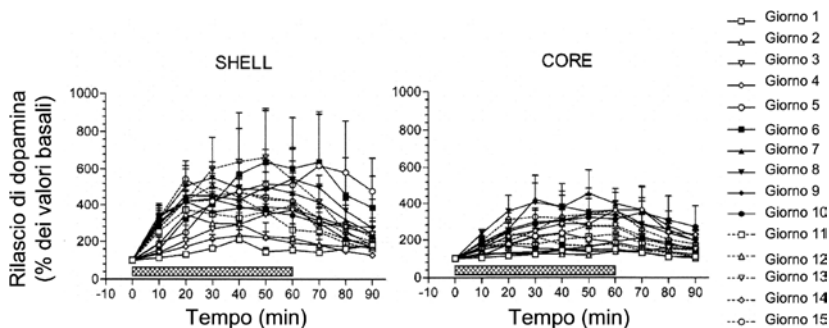 SHELL
CORE
Rilascio di dopamina
(% dei valori basali)
1000
800
600
400
200
0
-10 0 10 20 30 40 50 60 70 80 90
Tempo (min)
1000
800
600
400
200
0
-10 0 10 20 30 40 50 60 70 80 90
Tempo (min)
Giorno 1
Giorno 2
Giorno 3
Giorno 4
Giorno 5
Giorno 6
Giorno 7
Giorno 8
Giorno 9
Giorno 10
Giorno 11
Giorno 12
Giorno 13
Giorno 14
Giorno 15